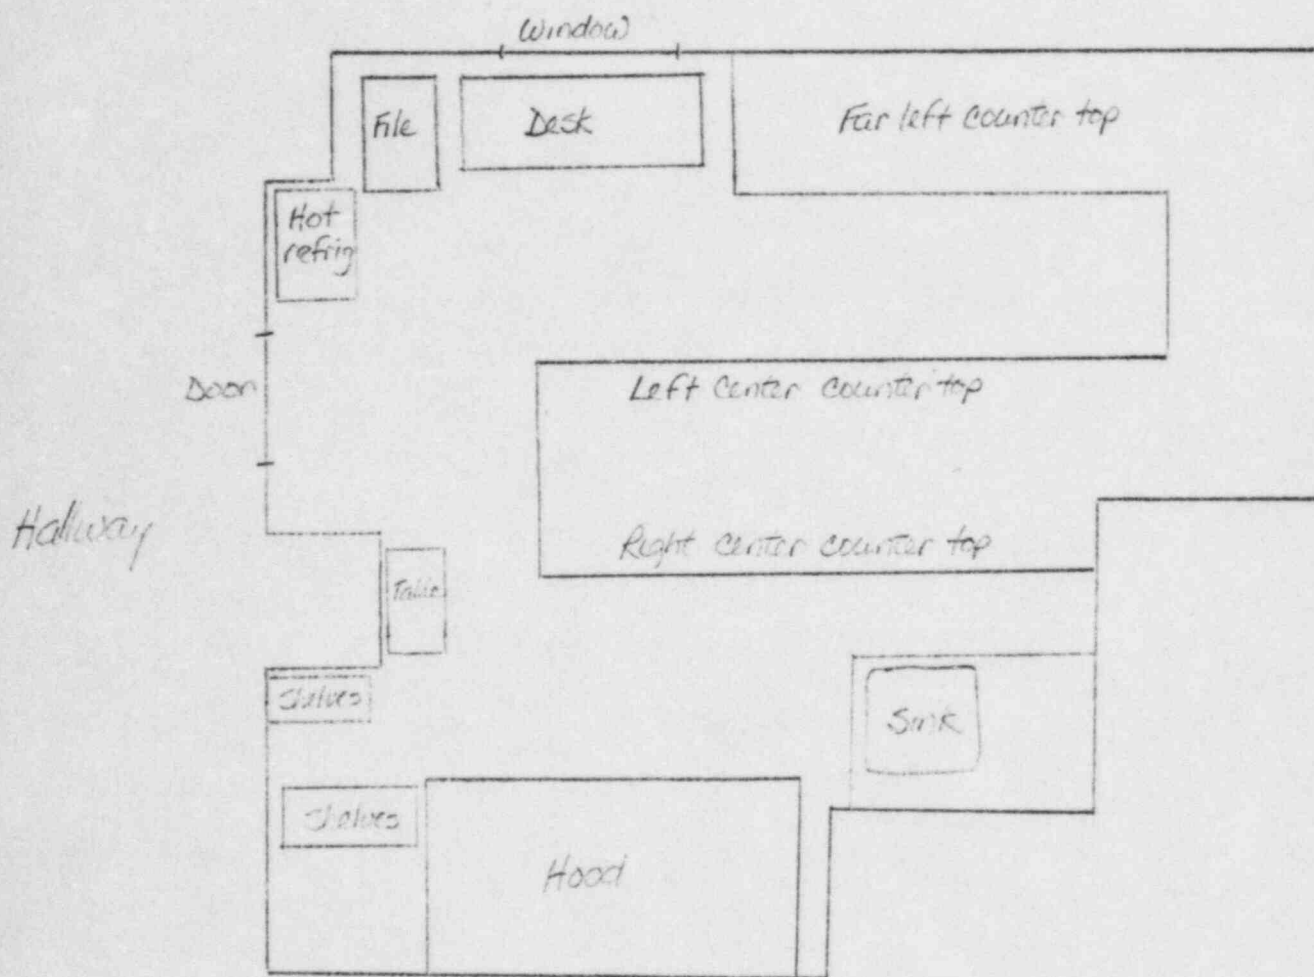 Window
File
Desk
Far left counter top
Hot
refrig
Door
Left center counter top
Hallway
Right center counter top
Table
Shelves
Sink
Shelves
Hood